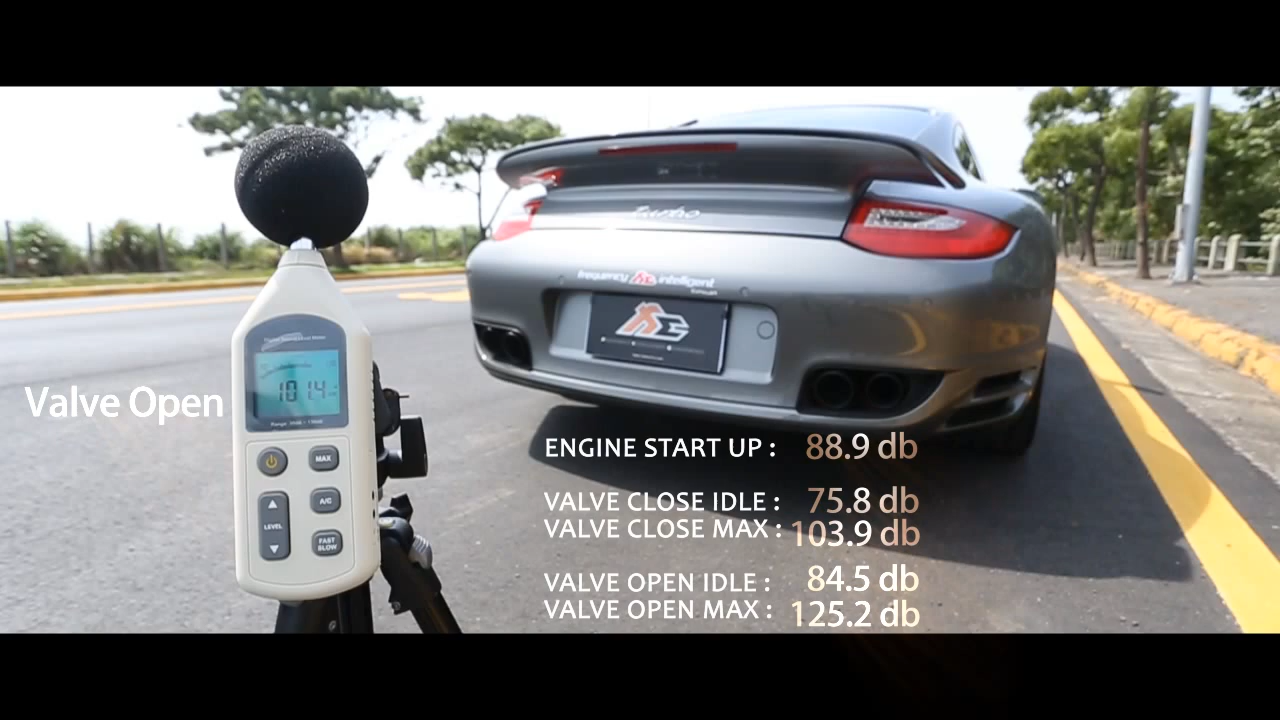 Turbo
frequency intelligent
101.4
MAX
A/C
LEVEL
FAST
SLOW
Valve Open
ENGINE START UP : 88.9 db
VALVE CLOSE IDLE : 75.8 db
VALVE CLOSE MAX : 103.9 db
VALVE OPEN IDLE : 84.5 db
VALVE OPEN MAX : 125.2 db